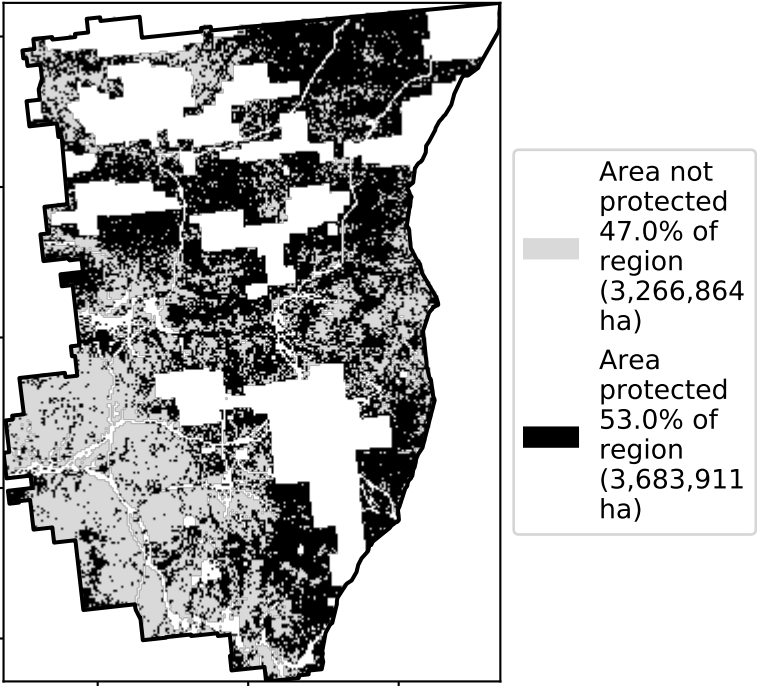 Area not
protected
47.0% of
region
(3,266,864
ha)
Area
protected
53.0% of
region
(3,683,911
ha)